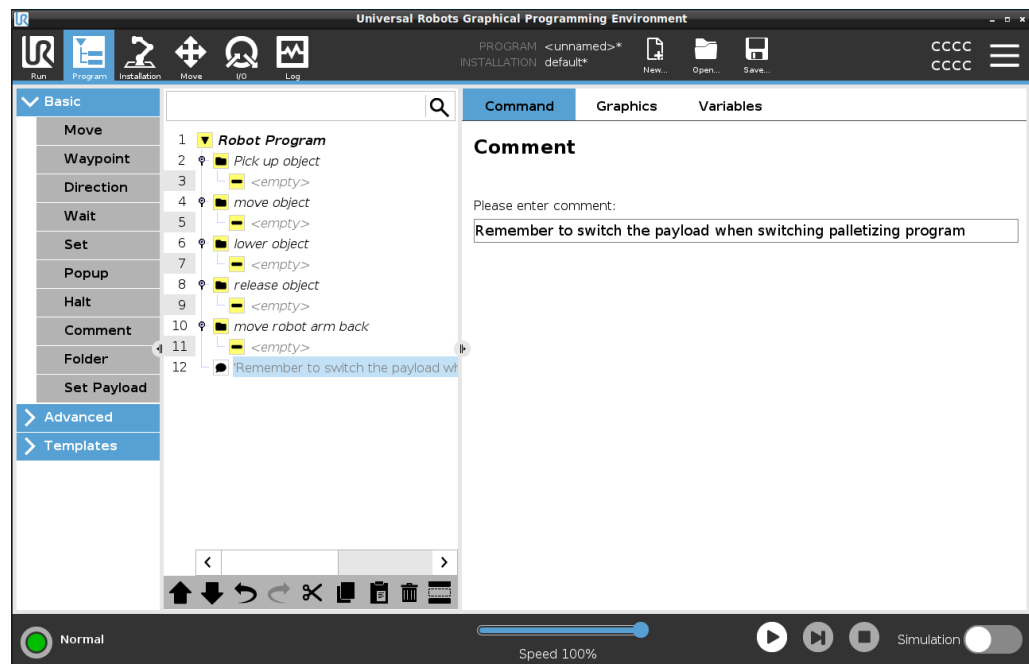 Universal Robots Graphical Programming Environment
UR
Run
Program
Installation
Move
I/O
Log
PROGRAM <unnamed>*
INSTALLATION default*
New...
Open...
Save...
CCCC
CCCC
Basic
Move
Waypoint
Direction
Wait
Set
Popup
Halt
Comment
Folder
Set Payload
Advanced
Templates
1 Robot Program
2 Pick up object
3 <empty>
4 move object
5 <empty>
6 lower object
7 <empty>
8 release object
9 <empty>
10 move robot arm back
11 <empty>
12 'Remember to switch the payload wh
Command Graphics Variables
Comment
Please enter comment:
Remember to switch the payload when switching palletizing program
Normal
Speed 100%
Simulation